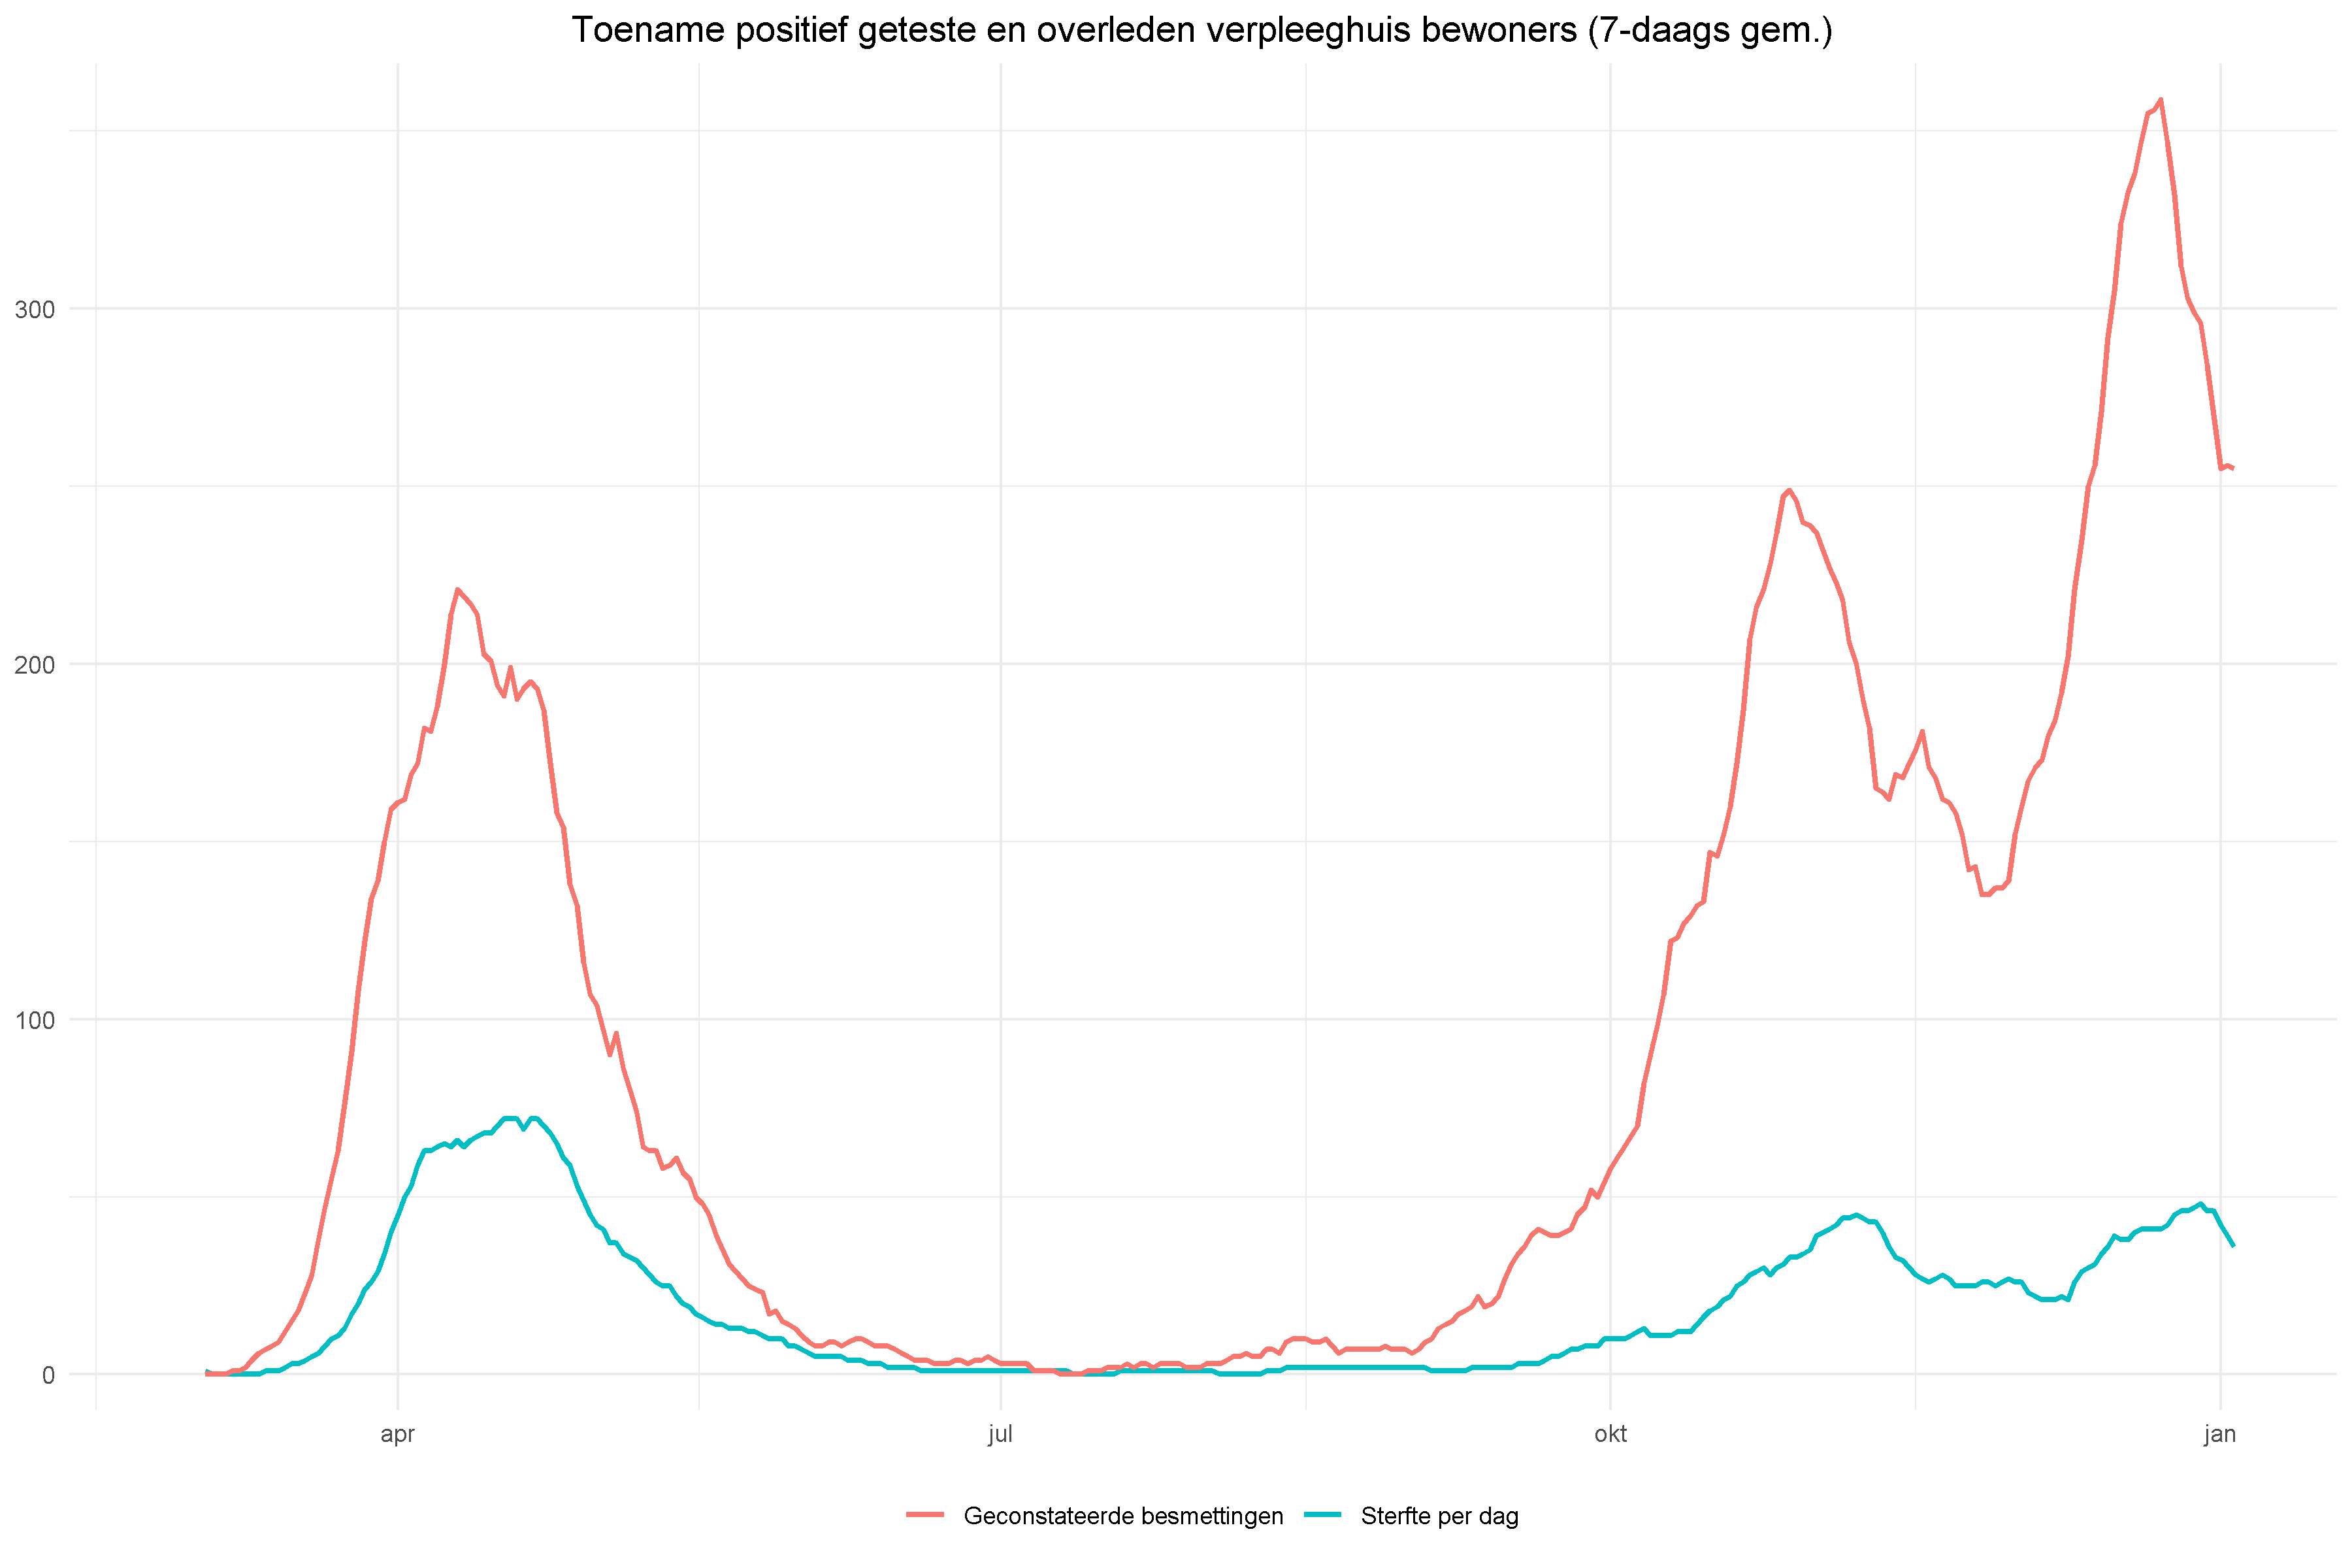 Toename positief geteste en overleden verpleeghuis bewoners (7-daags gem.)
300
200
100
0
apr jul okt jan
Geconstateerde besmettingen Sterfte per dag